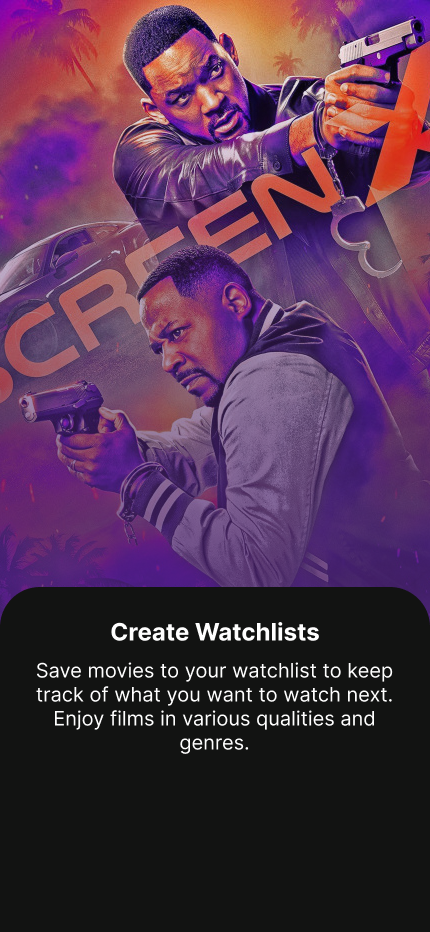 SCREENX
Create Watchlists
Save movies to your watchlist to keep
track of what you want to watch next.
Enjoy films in various qualities and
genres.